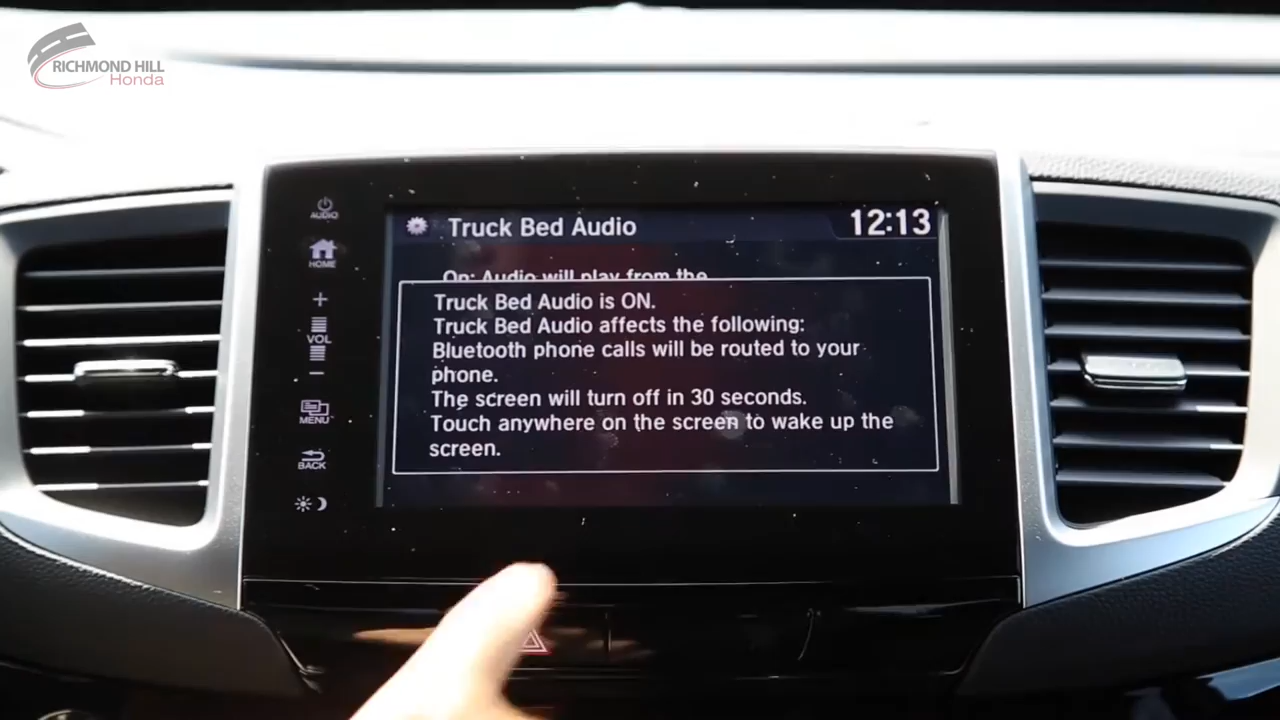 RICHMOND HILL
Honda
AUDIO
Truck Bed Audio
12:13
HOME
On: Audio will play from the
Truck Bed Audio is ON.
Truck Bed Audio affects the following:
Bluetooth phone calls will be routed to your
phone.
The screen will turn off in 30 seconds.
Touch anywhere on the screen to wake up the
screen.
+
VOL
−
MENU
BACK